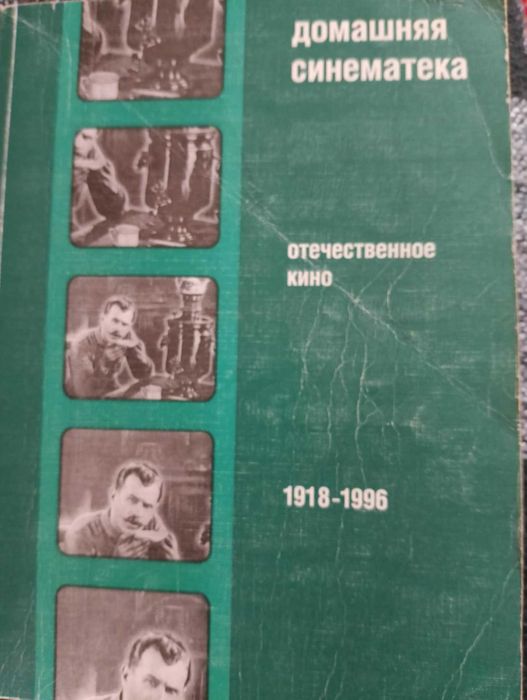 домашняя
синематека
отечественное
кино
1918-1996